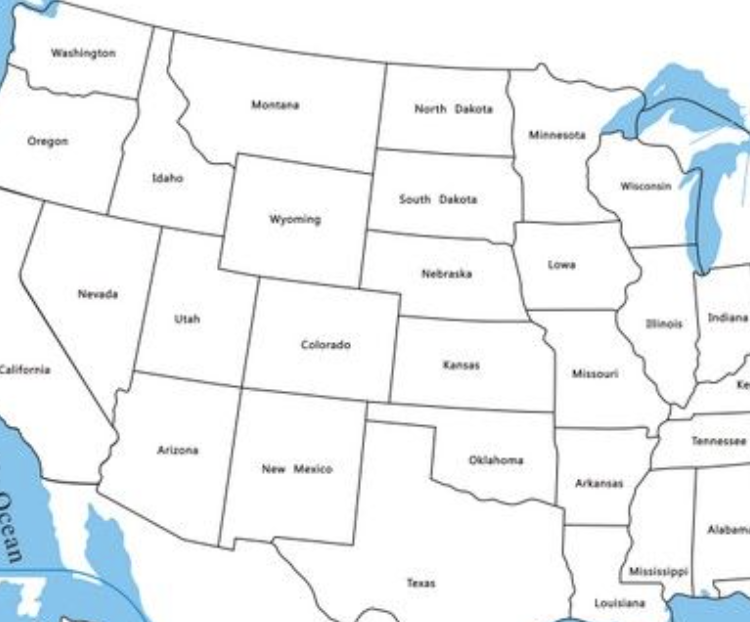 Washington
Montana
North Dakota
Minnesota
Oregon
Idaho
Wisconsin
South Dakota
Wyoming
Lowa
Nebraska
Nevada
Utah
Illinois
Indiana
Colorado
Kansas
California
Missouri
Ke
Tennessee
Arizona
New Mexico
Oklahoma
Arkansas
Ocean
Alabam
Mississippi
Texas
Louisiana